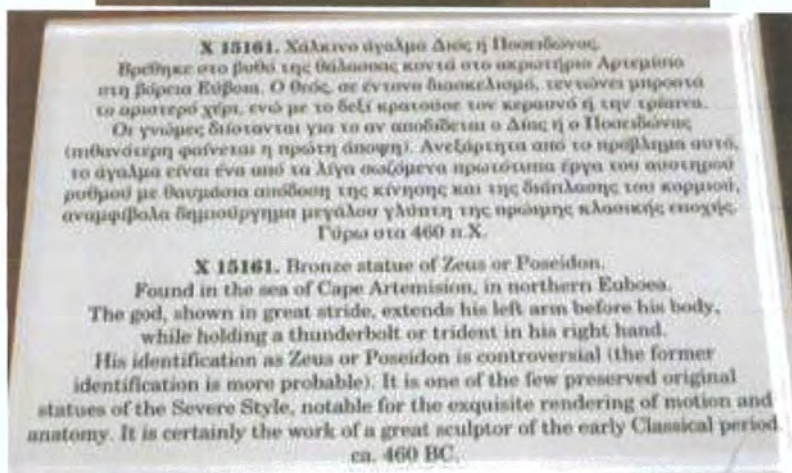 X 15161. Χάλκινο άγαλμα Διός ή Ποσειδώνος.
Βρέθηκε στο βυθό της θάλασσας κοντά στο ακρωτήριο Αρτεμίσιο
στη βόρεια Εύβοια. Ο θεός, σε έντονο διασκελισμό, τεντώνει μπροστά
το αριστερό χέρι, ενώ με το δεξί κρατούσε τον κεραυνό ή την τρίαινα.
Οι γνώμες διίστανται για το αν αποδίδεται ο Δίας ή ο Ποσειδώνας
(πιθανότερη φαίνεται η πρώτη άποψη). Ανεξάρτητα από το πρόβλημα αυτό,
το άγαλμα είναι ένα από τα λίγα σωζόμενα πρωτότυπα έργα του αυστηρού
ρυθμού με θαυμάσια απόδοση της κίνησης και της διάπλασης του κορμιού,
αναμφίβολα δημιούργημα μεγάλου γλύπτη της πρώιμης κλασικής εποχής.
Γύρω στα 460 π.Χ.
X 15161. Bronze statue of Zeus or Poseidon.
Found in the sea of Cape Artemision, in northern Euboea.
The god, shown in great stride, extends his left arm before his body,
while holding a thunderbolt or trident in his right hand.
His identification as Zeus or Poseidon is controversial (the former
identification is more probable). It is one of the few preserved original
statues of the Severe Style, notable for the exquisite rendering of motion and
anatomy. It is certainly the work of a great sculptor of the early Classical period
ca. 460 BC.